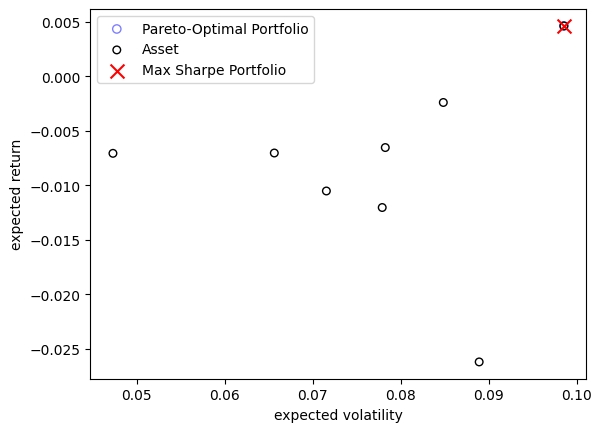 0.005
0.000
−0.005
−0.010
−0.015
−0.020
−0.025
expected return
Pareto-Optimal Portfolio
Asset
Max Sharpe Portfolio
0.05 0.06 0.07 0.08 0.09 0.10
expected volatility